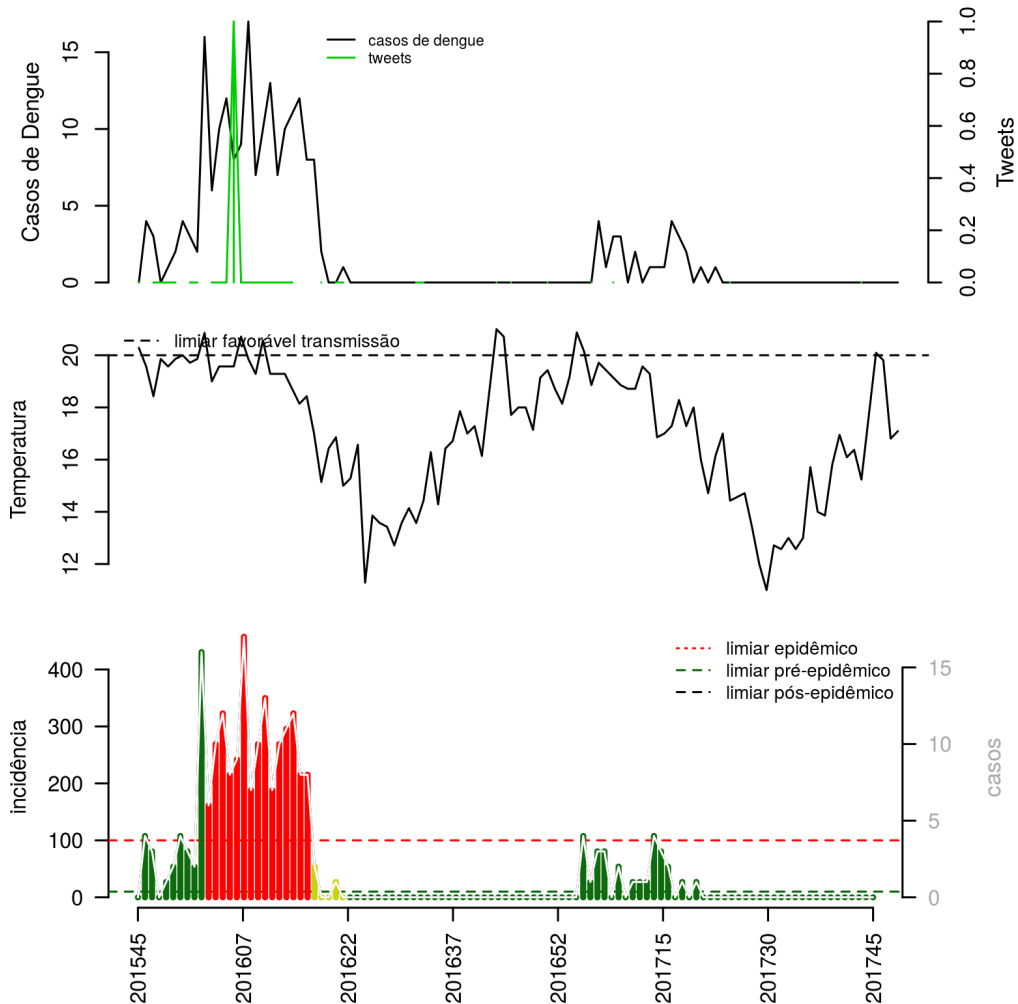 casos de dengue
tweets
Casos de Dengue
0
5
10
15
Tweets
0.0
0.2
0.4
0.6
0.8
1.0
limiar favorável transmissão
Temperatura
12
14
16
18
20
limiar epidêmico
limiar pré-epidêmico
limiar pós-epidêmico
incidência
0
100
200
300
400
casos
0
5
10
15
201545
201607
201622
201637
201652
201715
201730
201745